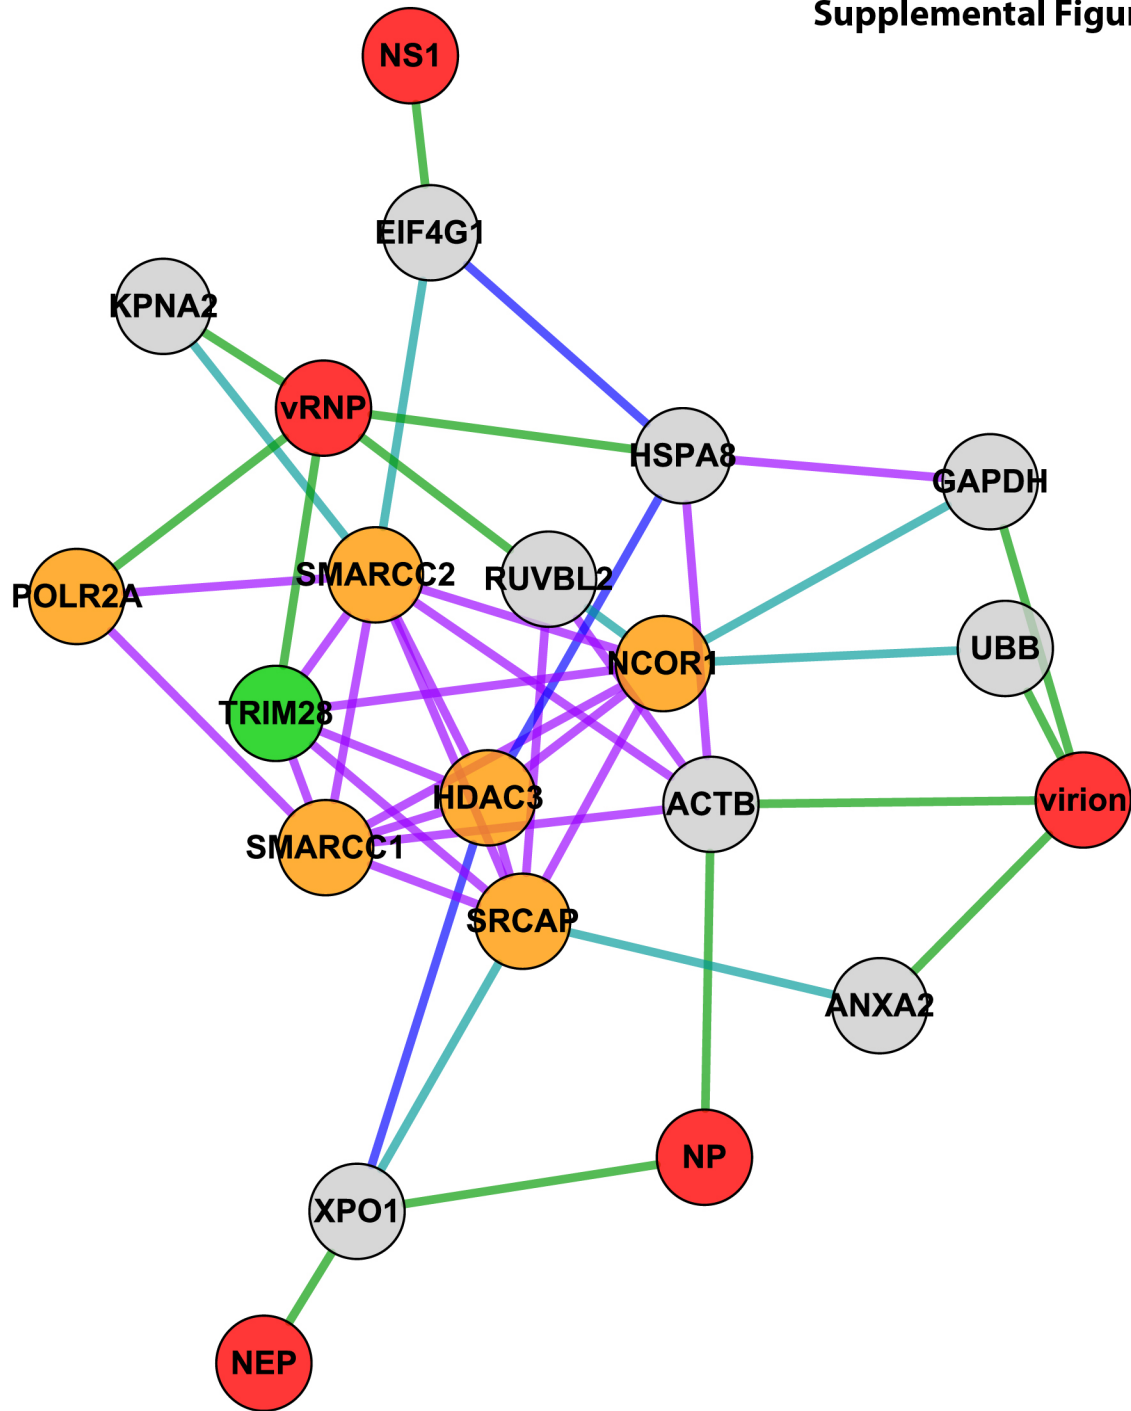 Supplemental Figu
NS1
EIF4G1
KPNA2
vRNP
HSPA8
GAPDH
SMARCC2
RUVBL2
POLR2A
UBB
NCOR1
TRIM28
HDAC3
ACTB
virion
SMARCC1
SRCAP
ANXA2
NP
XPO1
NEP